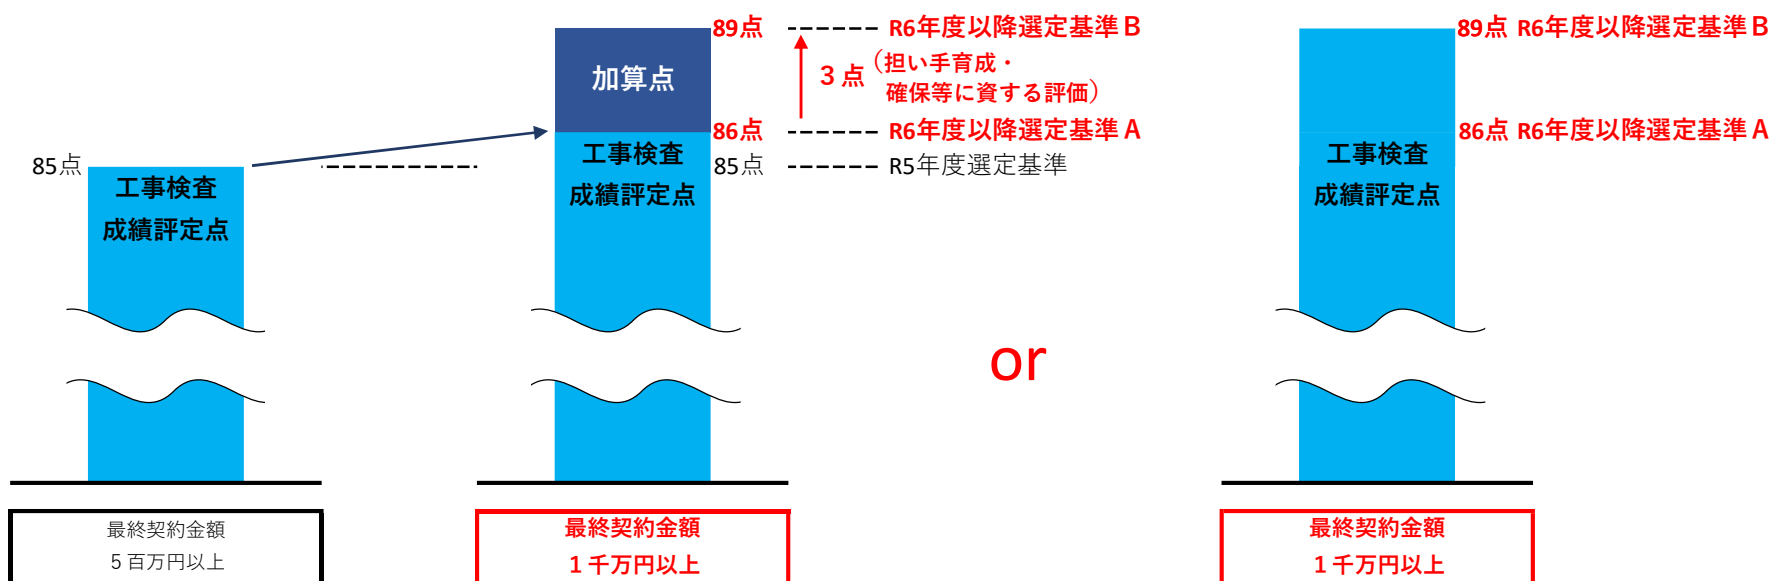 85点
工事検査
成績評定点
最終契約金額
5百万円以上
加算点
工事検査
成績評定点
89点
86点
85点
R6年度以降選定基準B
3点
(担い手育成・
確保等に資する評価)
R6年度以降選定基準A
R5年度選定基準
最終契約金額
1千万円以上
or
工事検査
成績評定点
89点 R6年度以降選定基準B
86点 R6年度以降選定基準A
最終契約金額
1千万円以上